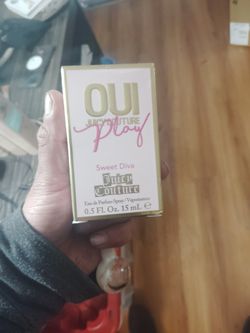 OUI
JUICY COUTURE
Play
Sweet Diva
Juicy
Couture
Eau de Parfum Spray / Vaporisateur
0.5 Fl. Oz. 15 mL ℮